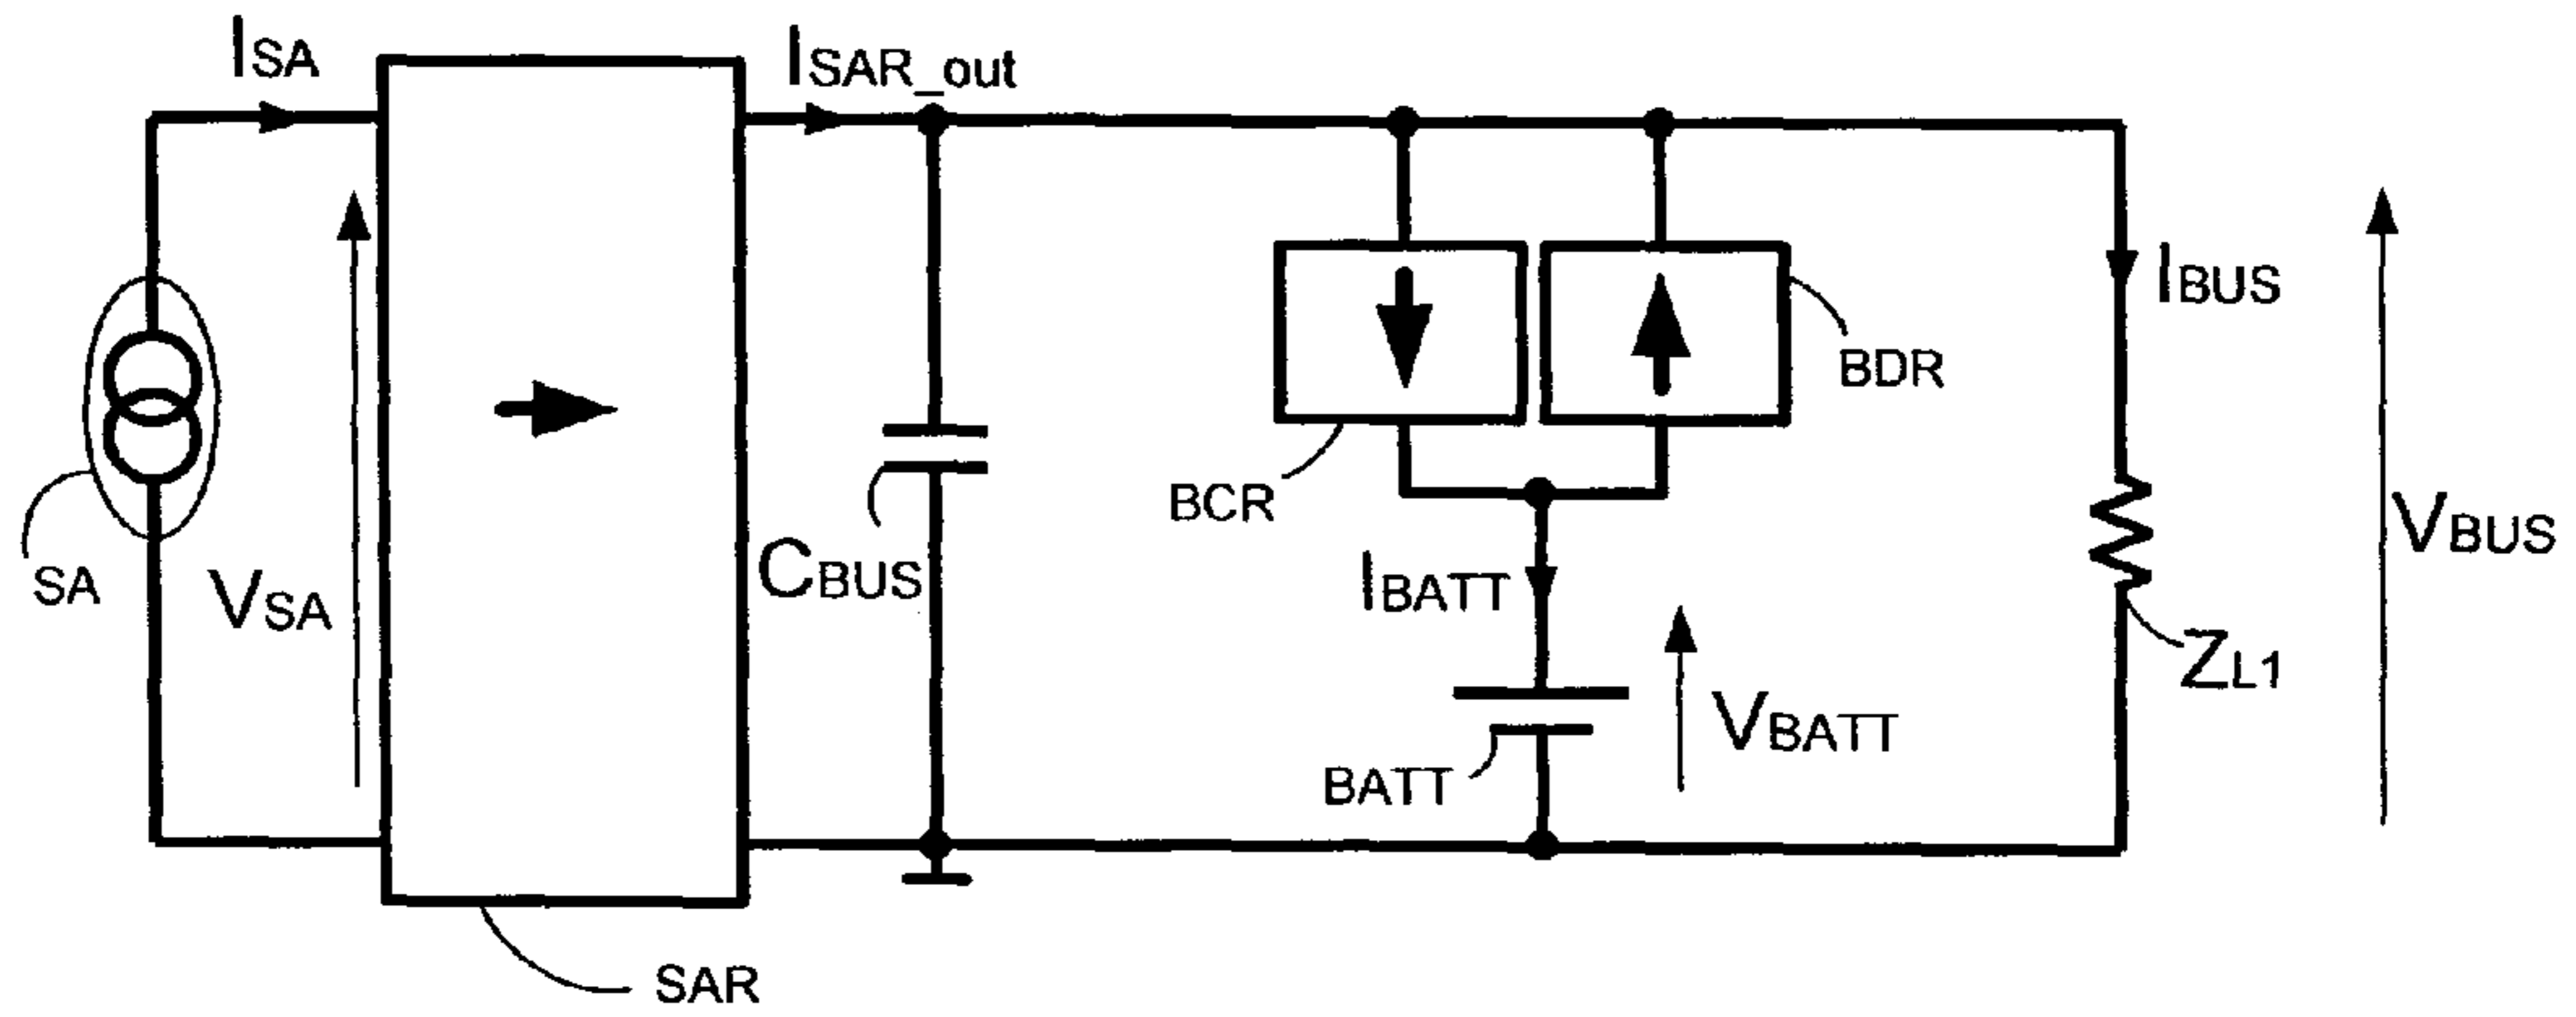 ISA
ISAR_out
IBUS
BDR
BCR
VBUS
SA
VSA
CBUS
IBATT
ZL1
VBATT
BATT
SAR